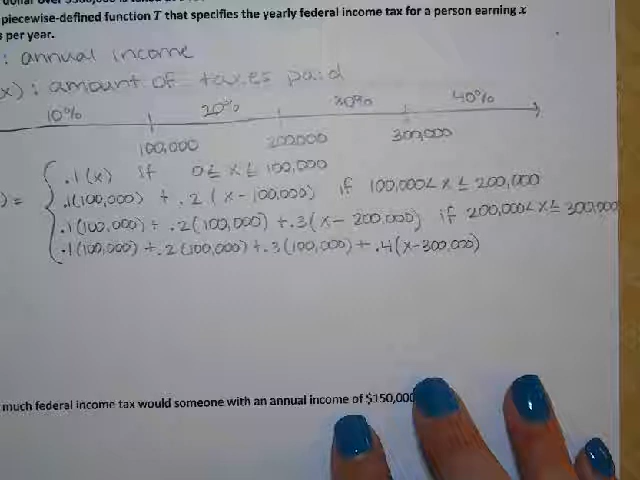 piecewise-defined function T that specifies the yearly federal income tax for a person earning x
per year.
: annual income
x) : amount of taxes paid
10% 20% 30% 40%
100,000 200,000 300,000
) = .1(x) if 0 ≤ x ≤ 100,000
.1(100,000) + .2(x-100,000) if 100,000 < x ≤ 200,000
.1(100,000) + .2(100,000) + .3(x-200,000) if 200,000 < x ≤ 300,000
.1(100,000) + .2(100,000) + .3(100,000) + .4(x-300,000)
much federal income tax would someone with an annual income of $150,000